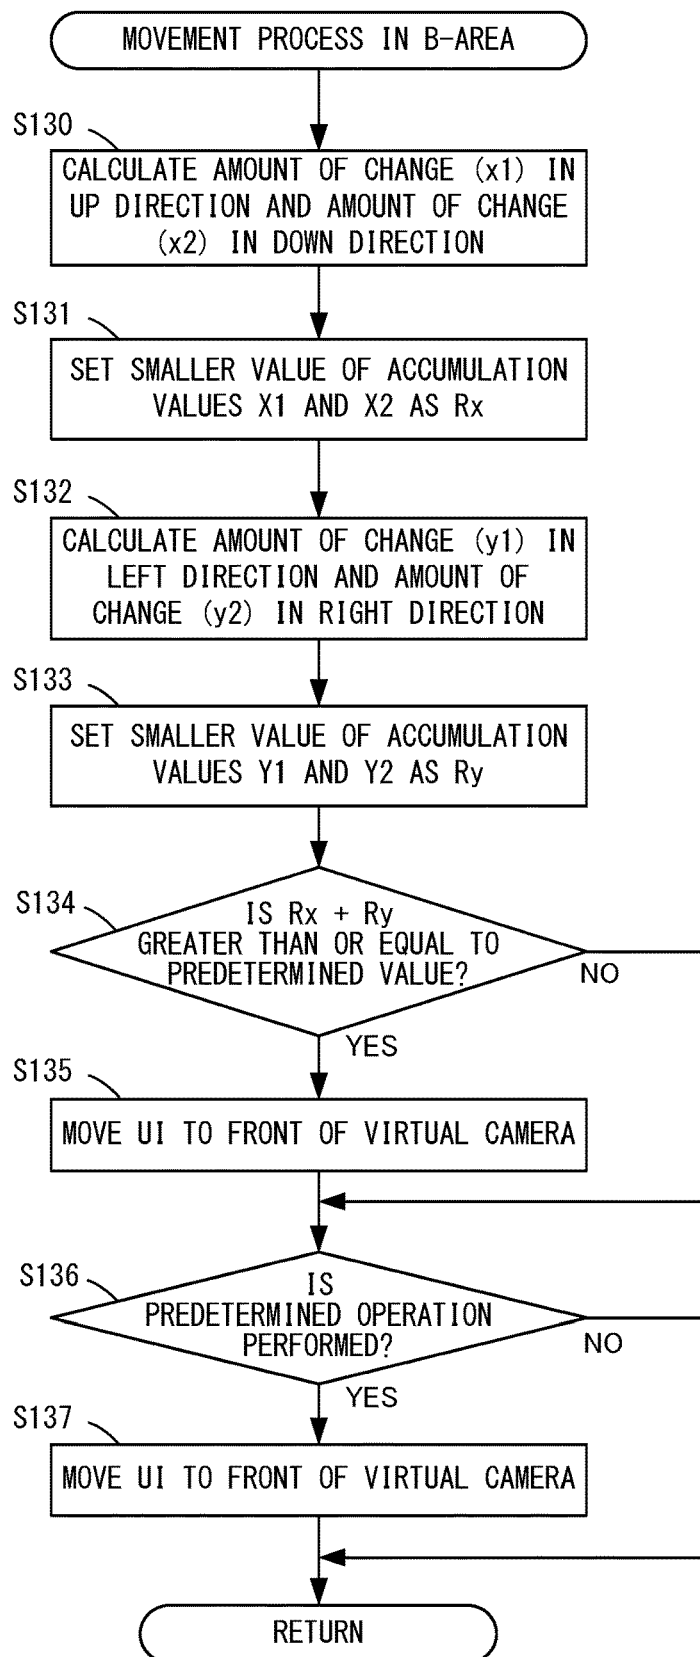 MOVEMENT PROCESS IN B-AREA
S130
CALCULATE AMOUNT OF CHANGE (x1) IN
UP DIRECTION AND AMOUNT OF CHANGE
(x2) IN DOWN DIRECTION
S131
SET SMALLER VALUE OF ACCUMULATION
VALUES X1 AND X2 AS Rx
S132
CALCULATE AMOUNT OF CHANGE (y1) IN
LEFT DIRECTION AND AMOUNT OF
CHANGE (y2) IN RIGHT DIRECTION
S133
SET SMALLER VALUE OF ACCUMULATION
VALUES Y1 AND Y2 AS Ry
S134
IS Rx + Ry
GREATER THAN OR EQUAL TO
PREDETERMINED VALUE?
NO
YES
S135
MOVE UI TO FRONT OF VIRTUAL CAMERA
S136
IS
PREDETERMINED OPERATION
PERFORMED?
NO
YES
S137
MOVE UI TO FRONT OF VIRTUAL CAMERA
RETURN